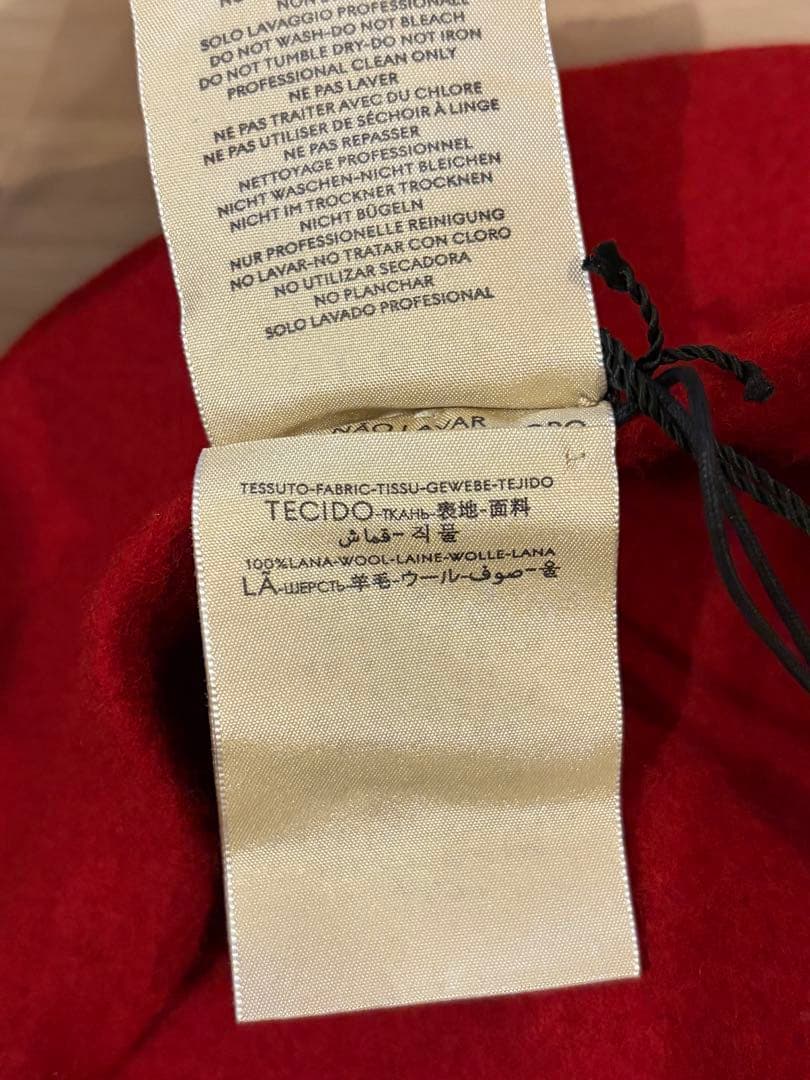 SOLO LAVAGGIO PROFESSIONALE
DO NOT WASH-DO NOT BLEACH
DO NOT TUMBLE DRY-DO NOT IRON
PROFESSIONAL CLEAN ONLY
NE PAS LAVER
NE PAS TRAITER AVEC DU CHLORE
NE PAS UTILISER DE SÉCHOIR À LINGE
NE PAS REPASSER
NETTOYAGE PROFESSIONNEL
NICHT WASCHEN-NICHT BLEICHEN
NICHT IM TROCKNER TROCKNEN
NICHT BÜGELN
NUR PROFESSIONELLE REINIGUNG
NO LAVAR-NO TRATAR CON CLORO
NO UTILIZAR SECADORA
NO PLANCHAR
SOLO LAVADO PROFESIONAL
NÃO LAVAR
TESSUTO-FABRIC-TISSU-GEWEBE-TEJIDO
TECIDO-ТКАНЬ-表地-面料
قماش-직물
100%LANA-WOOL-LAINE-WOLLE-LANA
LÃ-ШЕРСТЬ-羊毛-ウール-صوف-울